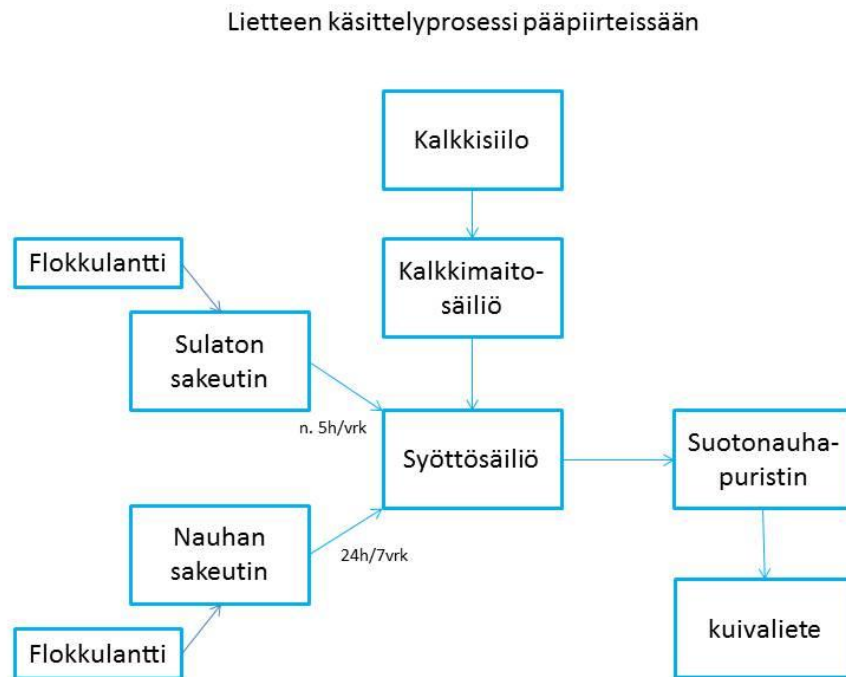 Lietteen käsittelyprosessi pääpiirteissään
Kalkkisiilo
Flokkulantti
Kalkkimaito-
säiliö
Sulaton
sakeutin
n. 5h/vrk
Syöttösäiliö
Suotonauha-
puristin
Nauhan
sakeutin
24h/7vrk
Flokkulantti
kuivaliete